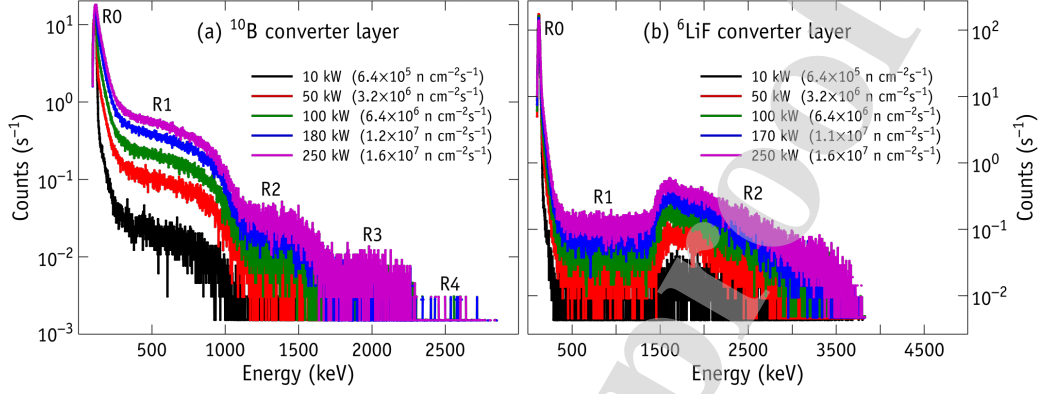 (a) ¹⁰B converter layer
R0
R1
R2
R3
R4
10 kW (6.4×10⁵ n cm⁻²s⁻¹)
50 kW (3.2×10⁶ n cm⁻²s⁻¹)
100 kW (6.4×10⁶ n cm⁻²s⁻¹)
180 kW (1.2×10⁷ n cm⁻²s⁻¹)
250 kW (1.6×10⁷ n cm⁻²s⁻¹)
Counts (s⁻¹)
10¹
10⁰
10⁻¹
10⁻²
10⁻³
500 1000 1500 2000 2500
Energy (keV)
(b) ⁶LiF converter layer
R0
R1
R2
10 kW (6.4×10⁵ n cm⁻²s⁻¹)
50 kW (3.2×10⁶ n cm⁻²s⁻¹)
100 kW (6.4×10⁶ n cm⁻²s⁻¹)
170 kW (1.1×10⁷ n cm⁻²s⁻¹)
250 kW (1.6×10⁷ n cm⁻²s⁻¹)
10²
10¹
10⁰
10⁻¹
10⁻²
Counts (s⁻¹)
500 1500 2500 3500 4500
Energy (keV)